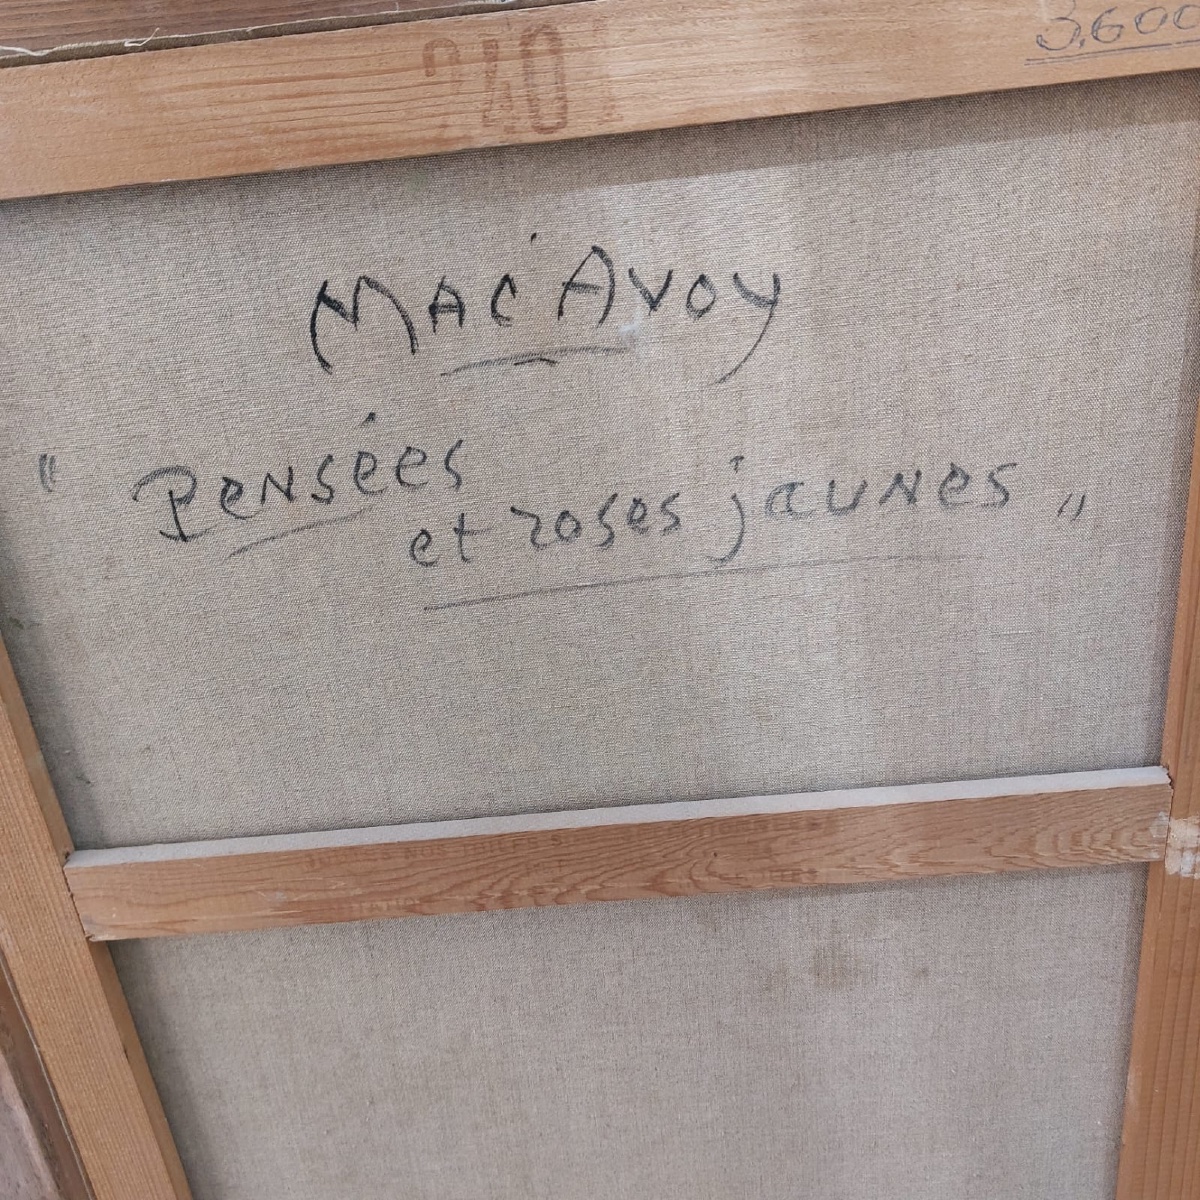 240
3.600
Mac'Avoy
" Pensées
et roses jaunes "